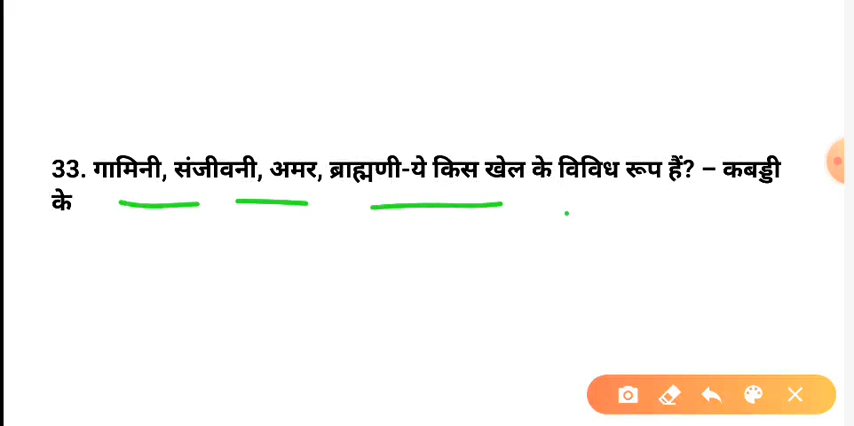 33. गामिनी, संजीवनी, अमर, ब्राह्मणी-ये किस खेल के विविध रूप हैं? – कबड्डी
के